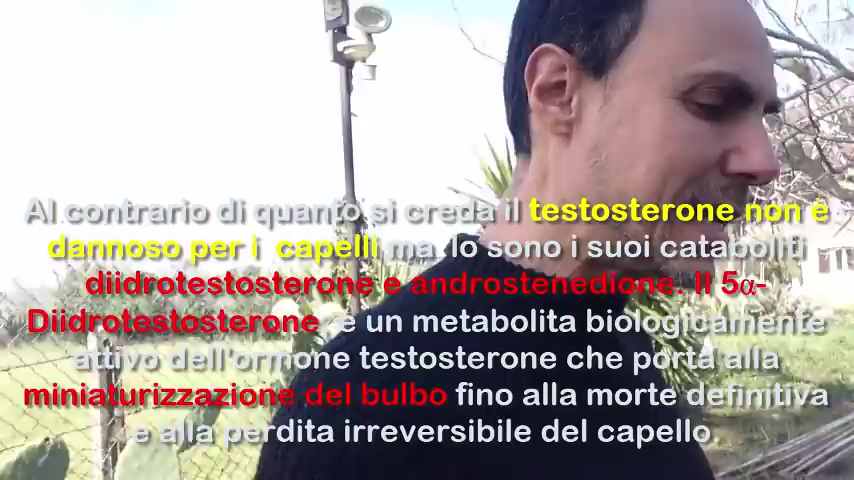 Al contrario di quanto si creda il testosterone non è
dannoso per i capelli ma lo sono i suoi cataboliti
diidrotestosterone e androstenedione. Il 5α-
Diidrotestosterone, è un metabolita biologicamente
attivo dell'ormone testosterone che porta alla
miniaturizzazione del bulbo fino alla morte definitiva
e alla perdita irreversibile del capello.